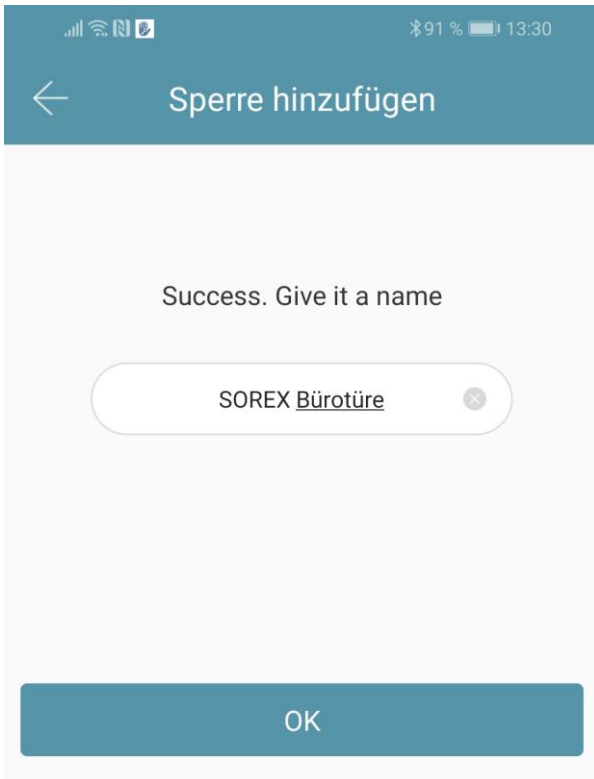 91 % 13:30
Sperre hinzufügen
Success. Give it a name
SOREX Bürotüre
OK